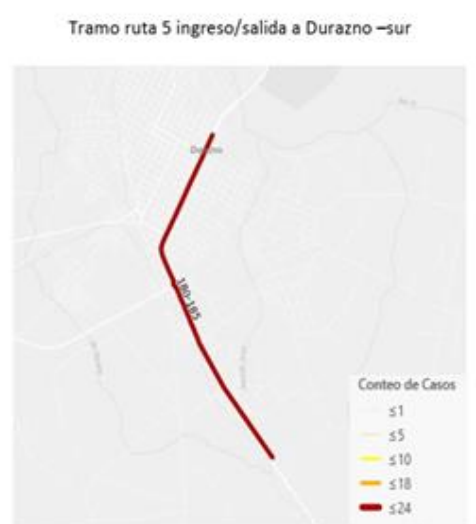 Tramo ruta 5 ingreso/salida a Durazno –sur
Durazno
180-185
Conteo de Casos
≤1
≤5
≤10
≤18
≤24